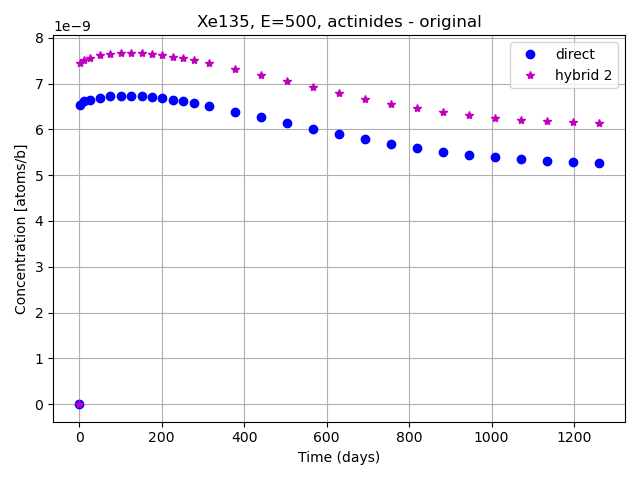 Xe135, E=500, actinides - original
1e−9
8
7
6
5
4
3
2
1
0
Concentration [atoms/b]
direct
hybrid 2
0 200 400 600 800 1000 1200
Time (days)